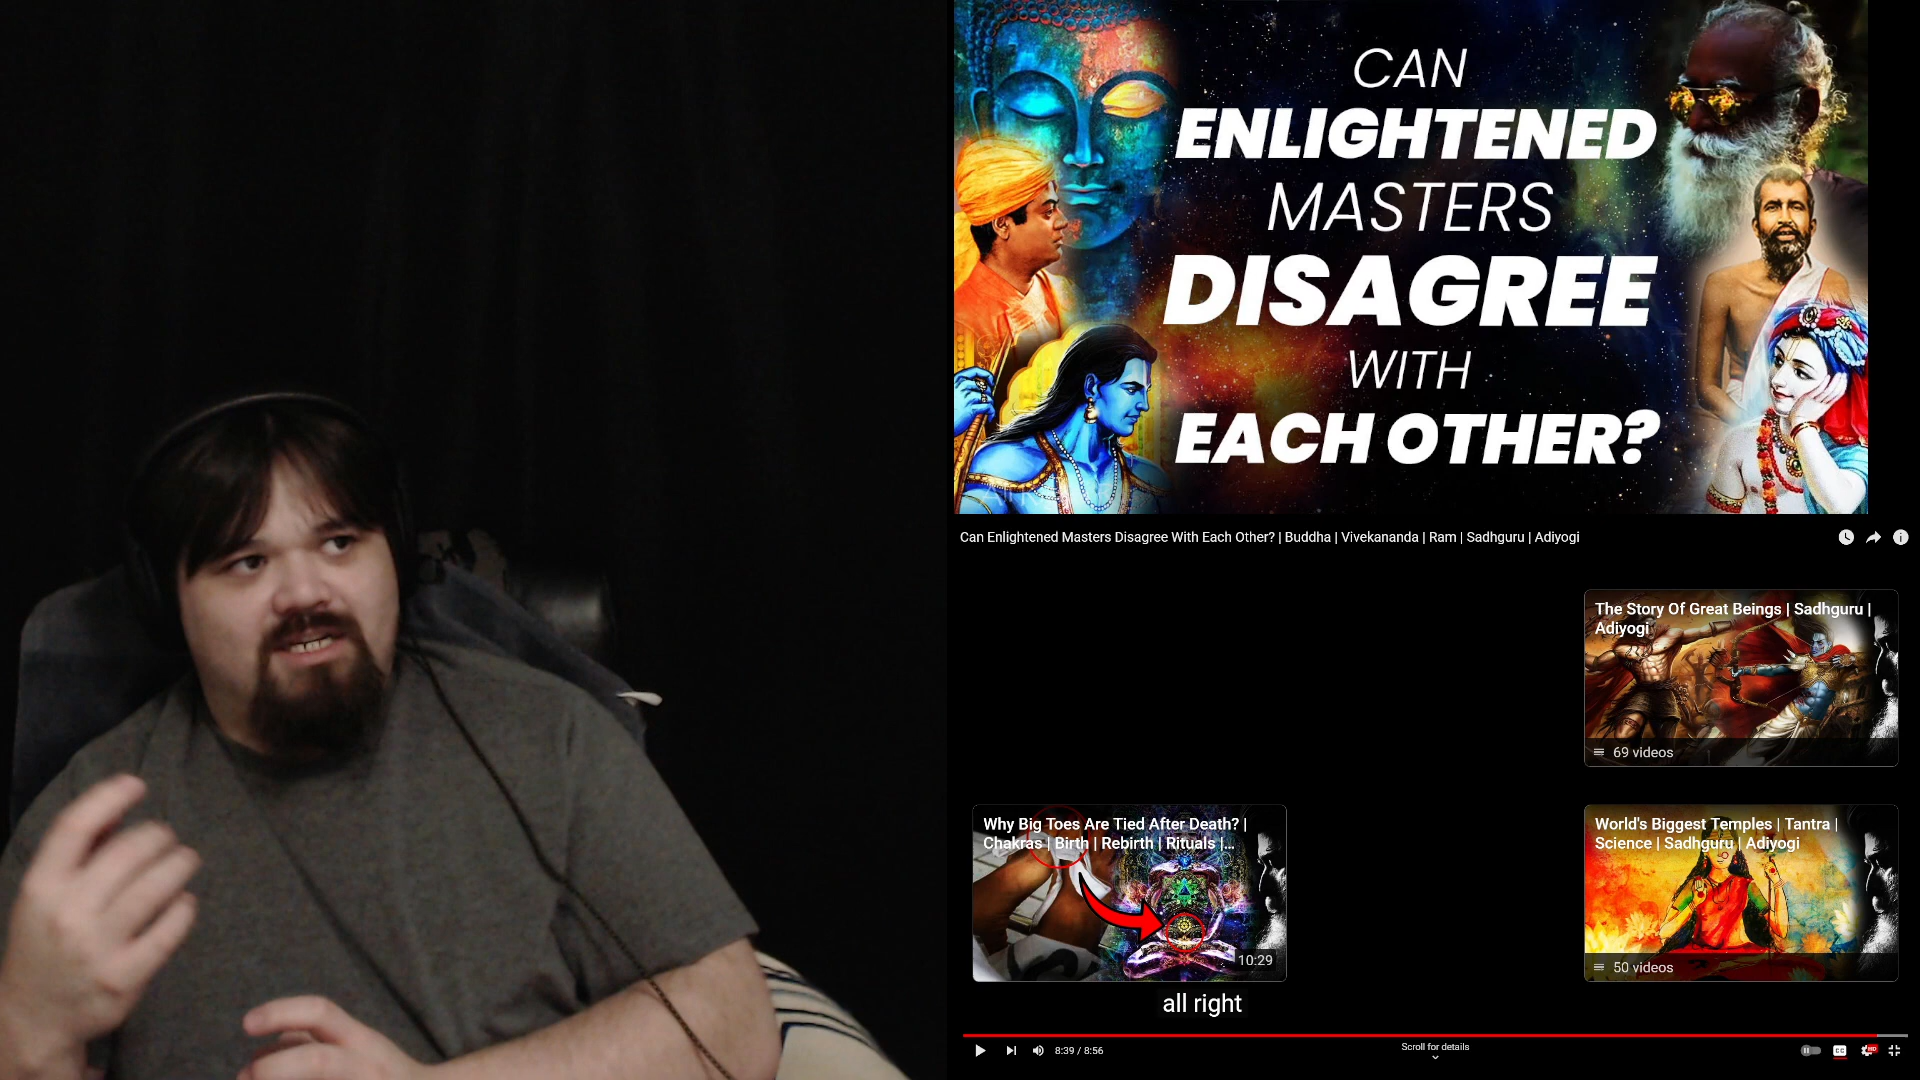 CAN
ENLIGHTENED
MASTERS
DISAGREE
WITH
EACH OTHER?
Can Enlightened Masters Disagree With Each Other? | Buddha | Vivekananda | Ram | Sadhguru | Adiyogi
The Story Of Great Beings | Sadhguru |
Adiyogi
69 videos
Why Big Toes Are Tied After Death? |
Chakras | Birth | Rebirth | Rituals |...
10:29
World's Biggest Temples | Tantra |
Science | Sadhguru | Adiyogi
50 videos
all right
8:39 / 8:56
Scroll for details
CC
HD